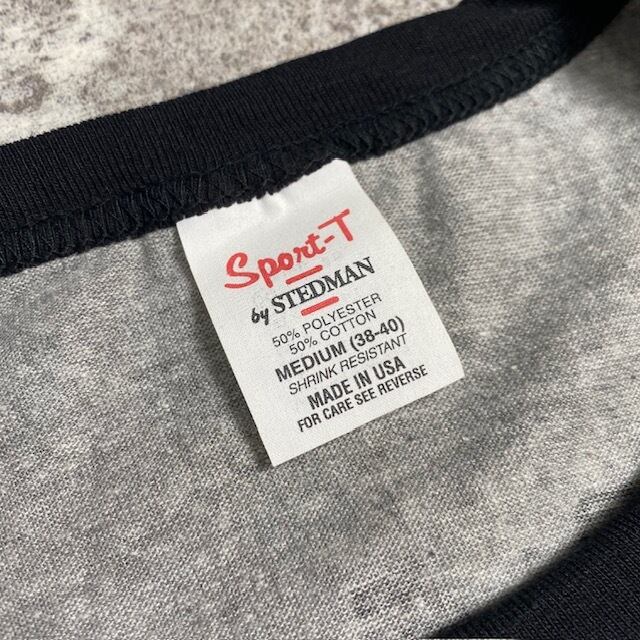 Sport-T
by STEDMAN
50% POLYESTER
50% COTTON
MEDIUM (38-40)
SHRINK RESISTANT
MADE IN USA
FOR CARE SEE REVERSE